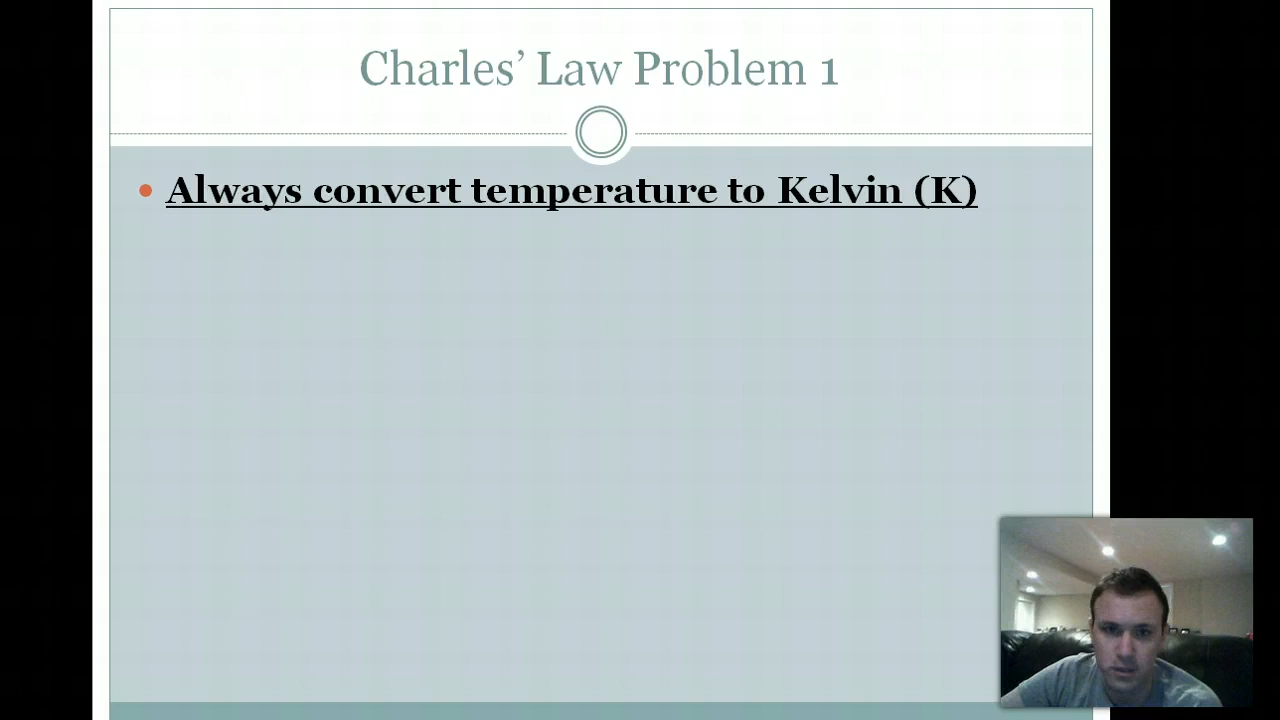 Charles’ Law Problem 1
Always convert temperature to Kelvin (K)